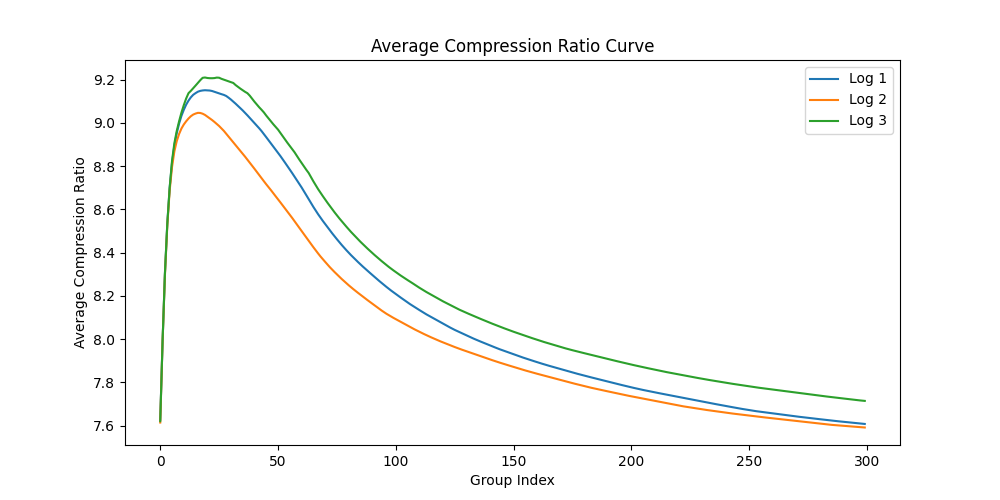 Average Compression Ratio Curve
Average Compression Ratio
9.2
9.0
8.8
8.6
8.4
8.2
8.0
7.8
7.6
0 50 100 150 200 250 300
Group Index
Log 1
Log 2
Log 3